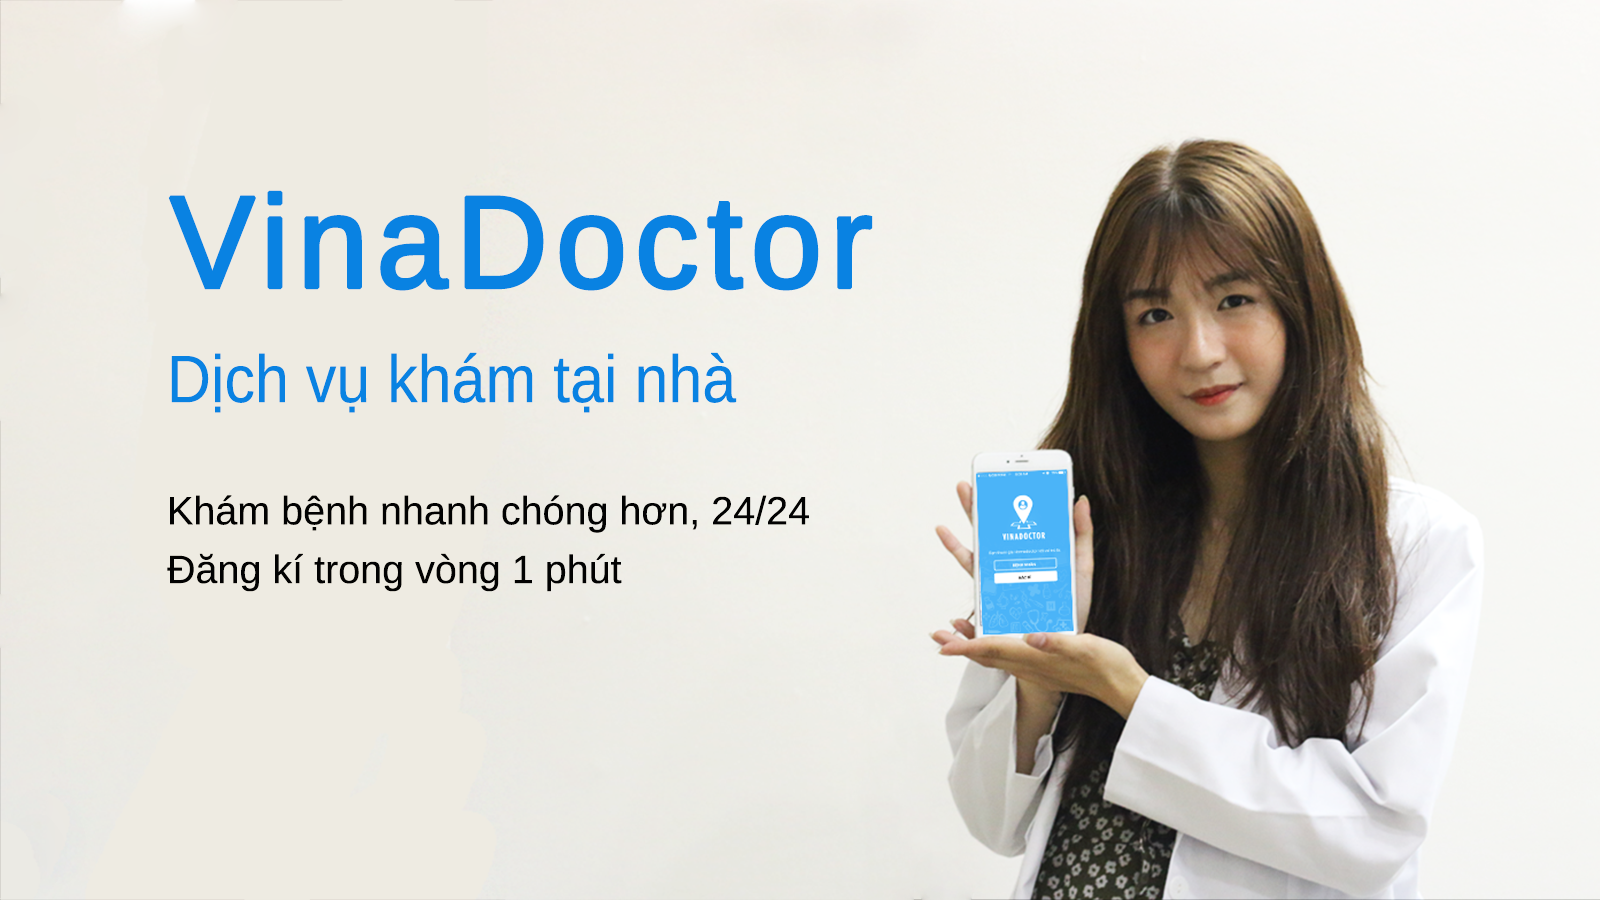 VinaDoctor
Dịch vụ khám tại nhà
Khám bệnh nhanh chóng hơn, 24/24
Đăng kí trong vòng 1 phút
VINADOCTOR